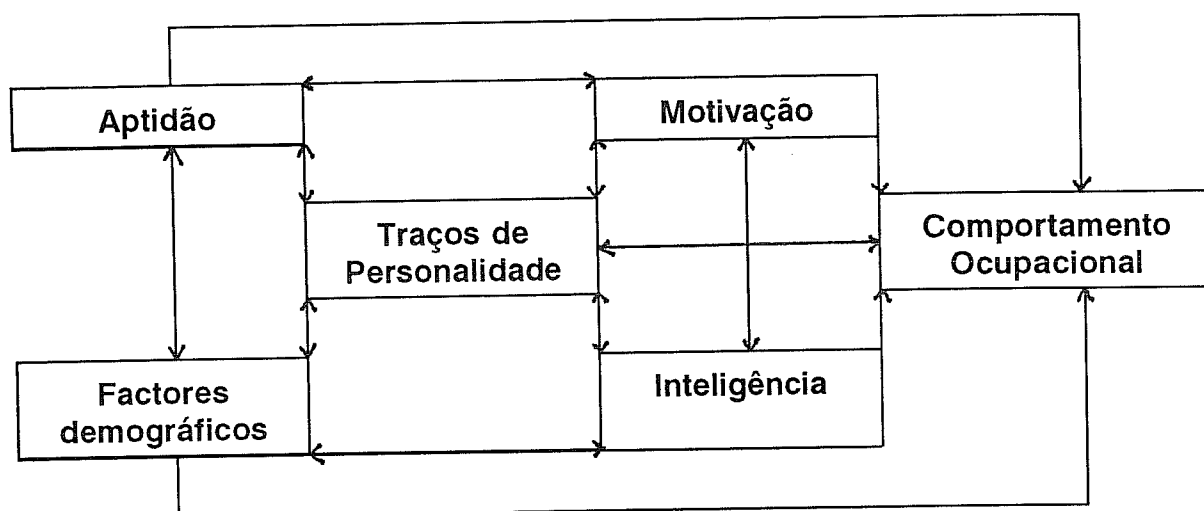 Aptidão
Motivação
Traços de
Personalidade
Comportamento
Ocupacional
Factores
demográficos
Inteligência